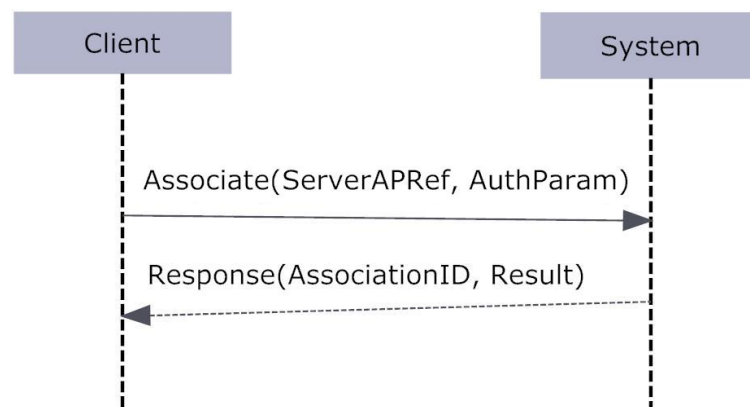 Client
System
Associate(ServerAPRef, AuthParam)
Response(AssociationID, Result)